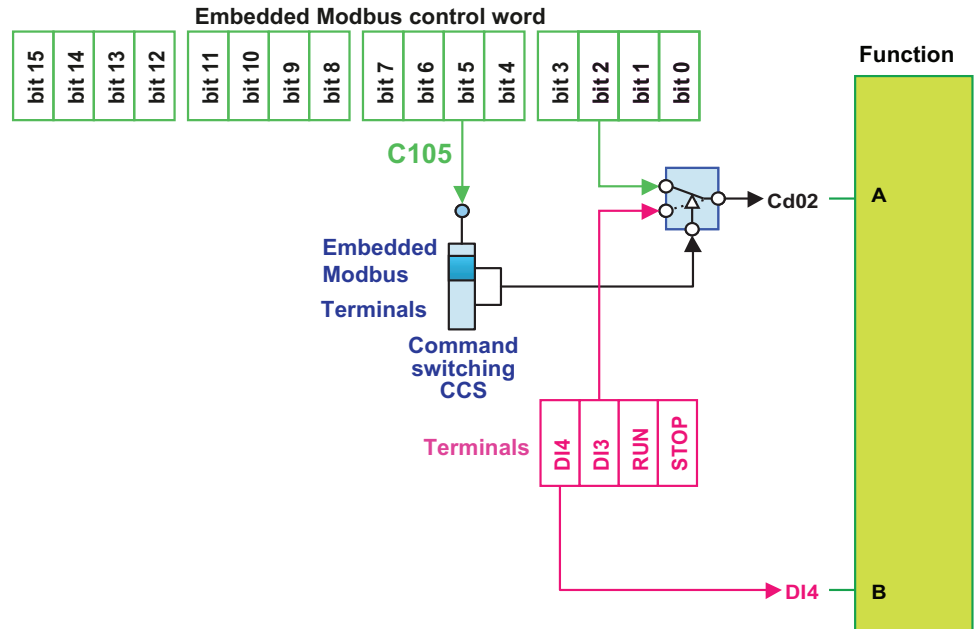 Embedded Modbus control word
bit 15
bit 14
bit 13
bit 12
bit 11
bit 10
bit 9
bit 8
bit 7
bit 6
bit 5
bit 4
bit 3
bit 2
bit 1
bit 0
Function
C105
Cd02
A
Embedded
Modbus
Terminals
Command
switching
CCS
Terminals
DI4
DI3
RUN
STOP
DI4
B